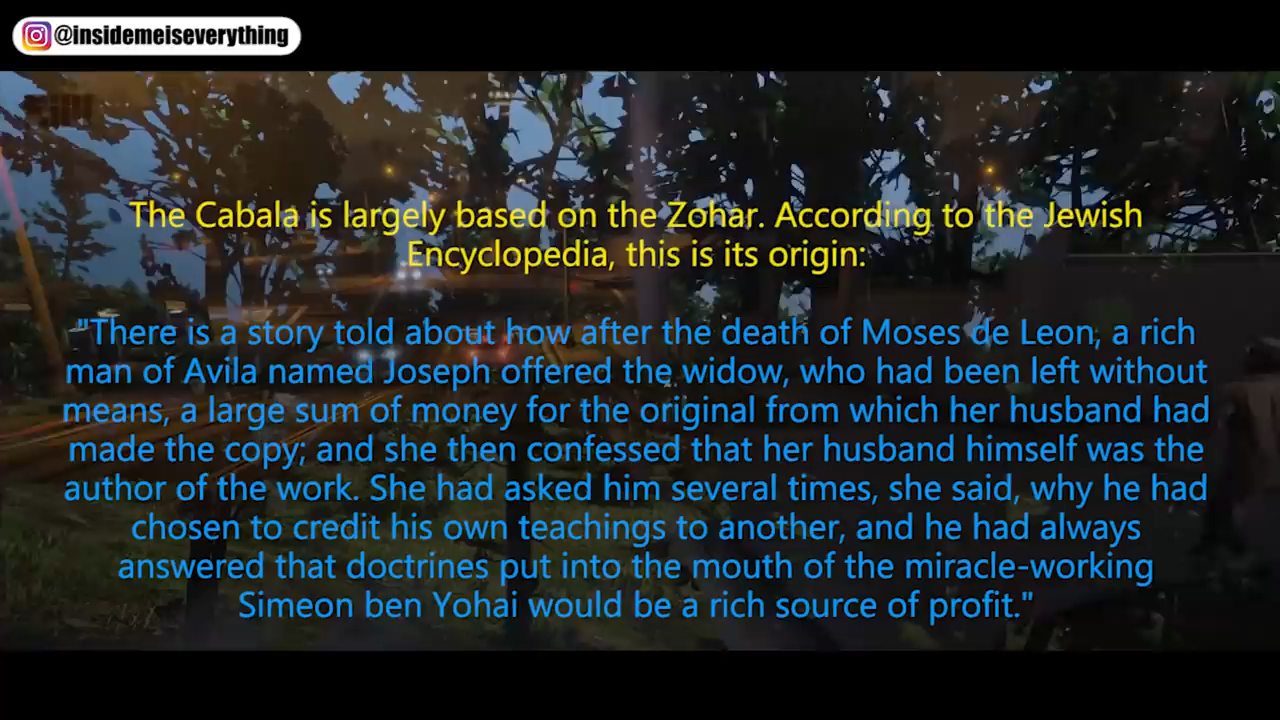 @insidemeiseverything
The Cabala is largely based on the Zohar. According to the Jewish
Encyclopedia, this is its origin:
"There is a story told about how after the death of Moses de Leon, a rich
man of Avila named Joseph offered the widow, who had been left without
means, a large sum of money for the original from which her husband had
made the copy; and she then confessed that her husband himself was the
author of the work. She had asked him several times, she said, why he had
chosen to credit his own teachings to another, and he had always
answered that doctrines put into the mouth of the miracle-working
Simeon ben Yohai would be a rich source of profit."